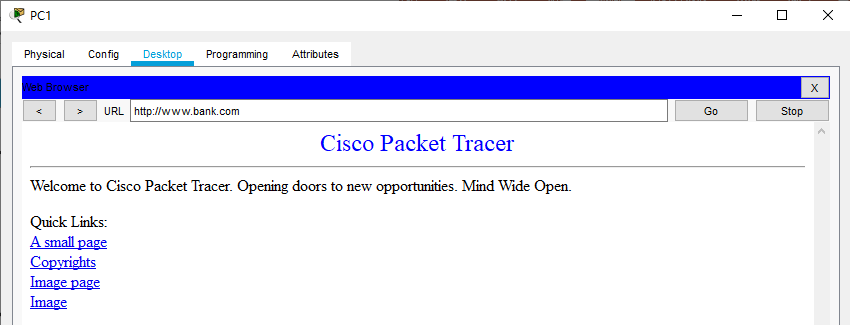 PC1
Physical Config Desktop Programming Attributes
Web Browser X
< > URL http://www.bank.com Go Stop
Cisco Packet Tracer
Welcome to Cisco Packet Tracer. Opening doors to new opportunities. Mind Wide Open.
Quick Links:
A small page
Copyrights
Image page
Image